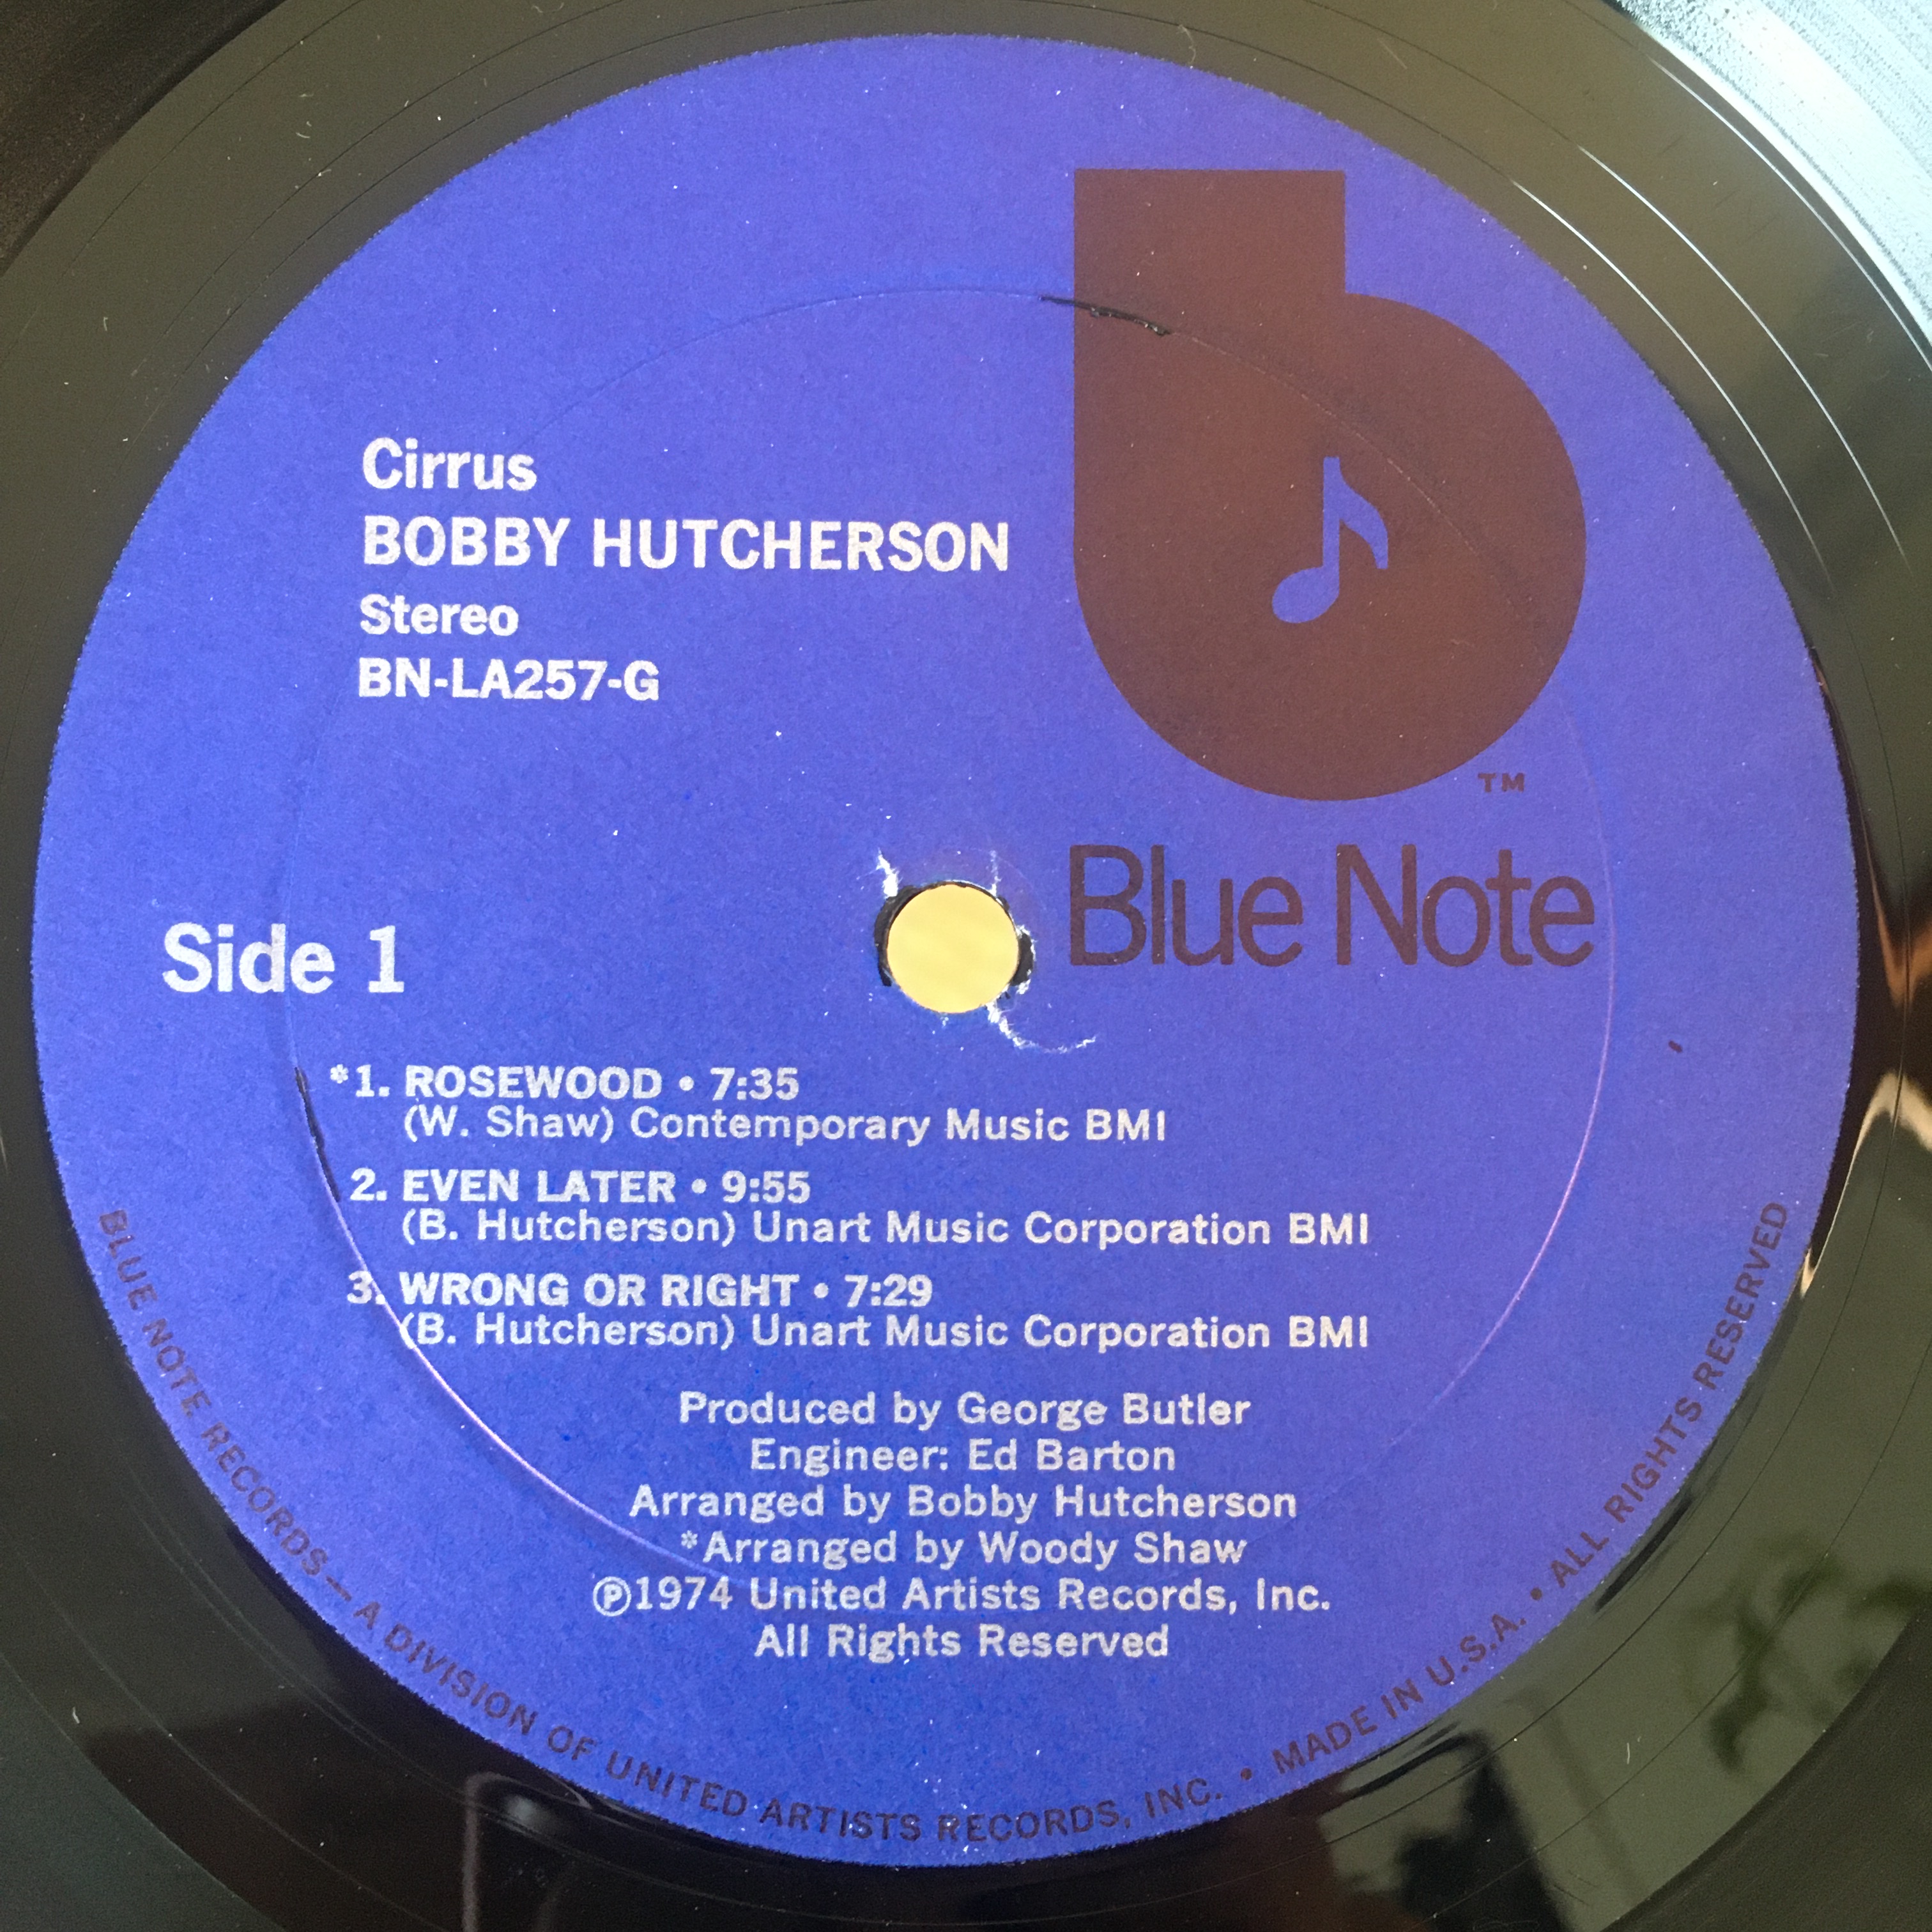 Cirrus
BOBBY HUTCHERSON
Stereo
BN-LA257-G
TM
Blue Note
Side 1
*1. ROSEWOOD • 7:35
(W. Shaw) Contemporary Music BMI
2. EVEN LATER • 9:55
(B. Hutcherson) Unart Music Corporation BMI
3. WRONG OR RIGHT • 7:29
(B. Hutcherson) Unart Music Corporation BMI
Produced by George Butler
Engineer: Ed Barton
Arranged by Bobby Hutcherson
*Arranged by Woody Shaw
℗1974 United Artists Records, Inc.
All Rights Reserved
BLUE NOTE RECORDS—A DIVISION OF UNITED ARTISTS RECORDS, INC. • MADE IN U.S.A. • ALL RIGHTS RESERVED